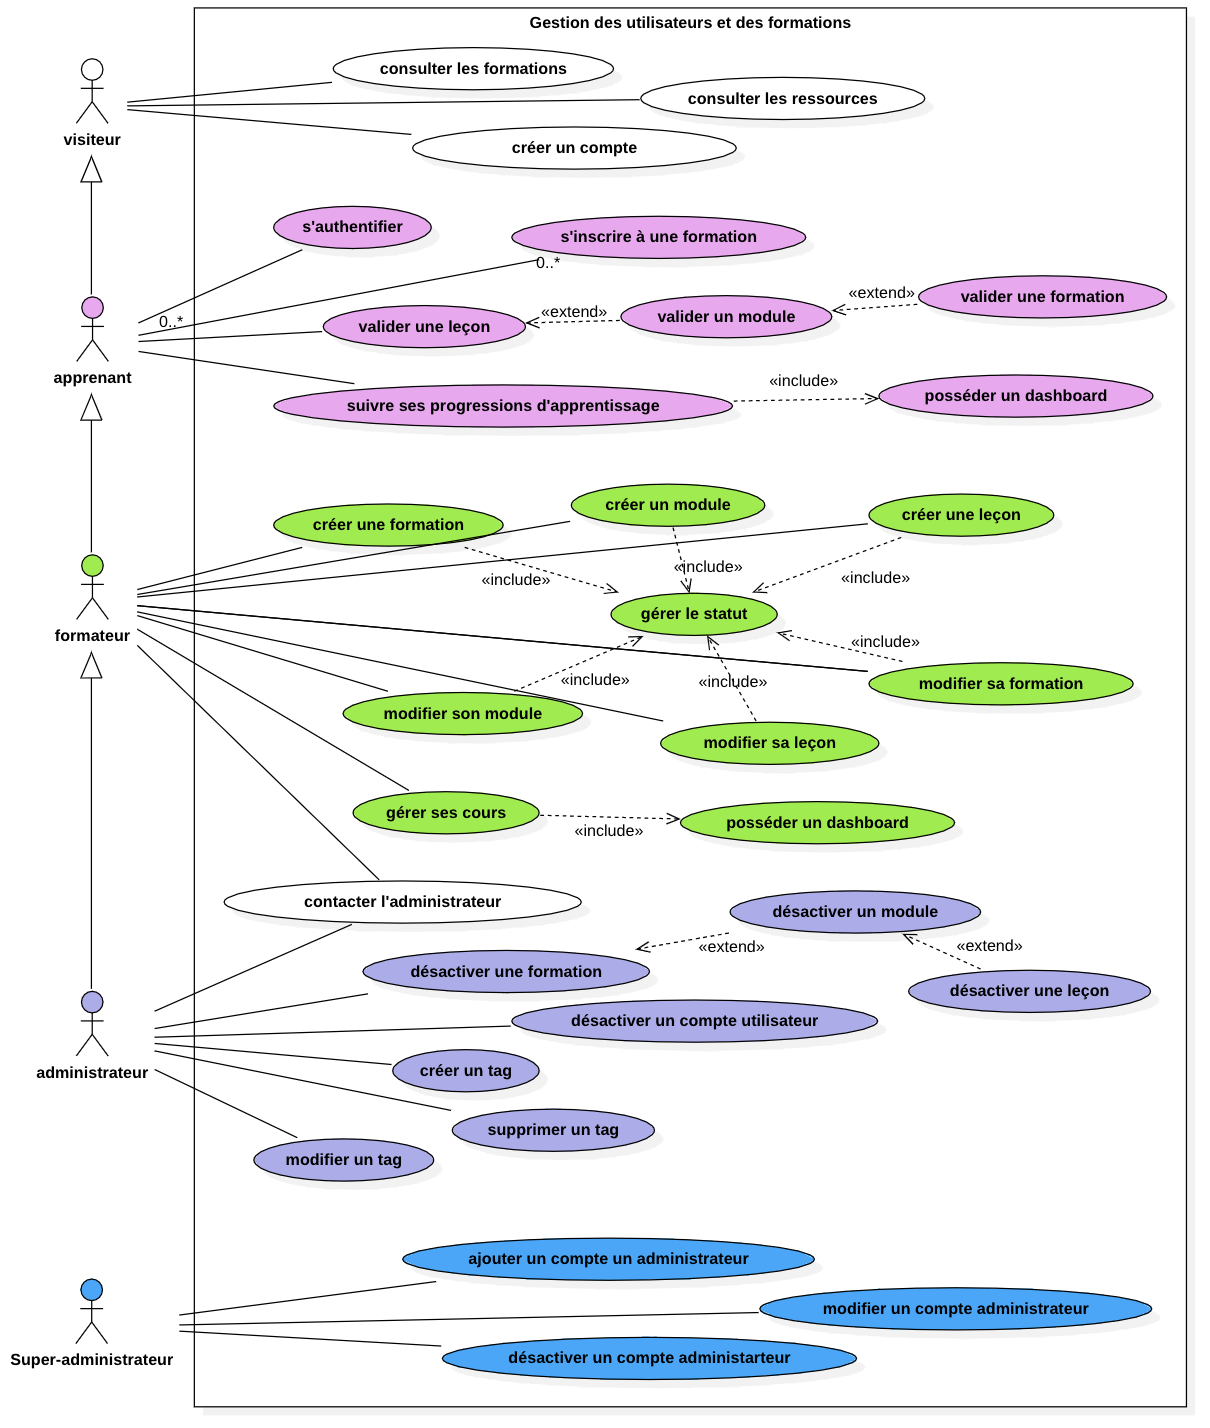 Gestion des utilisateurs et des formations
consulter les formations
consulter les ressources
visiteur
créer un compte
s'authentifier
s'inscrire à une formation
0..*
0..*
«extend»
valider une formation
«extend»
valider une leçon
valider un module
apprenant
«include»
suivre ses progressions d'apprentissage
posséder un dashboard
créer une formation
créer un module
créer une leçon
«include»
«include»
«include»
gérer le statut
formateur
«include»
«include»
«include»
modifier sa formation
modifier son module
modifier sa leçon
gérer ses cours
«include»
posséder un dashboard
contacter l'administrateur
désactiver un module
«extend»
«extend»
désactiver une formation
désactiver une leçon
désactiver un compte utilisateur
administrateur
créer un tag
supprimer un tag
modifier un tag
ajouter un compte un administrateur
modifier un compte administrateur
Super-administrateur
désactiver un compte administarteur